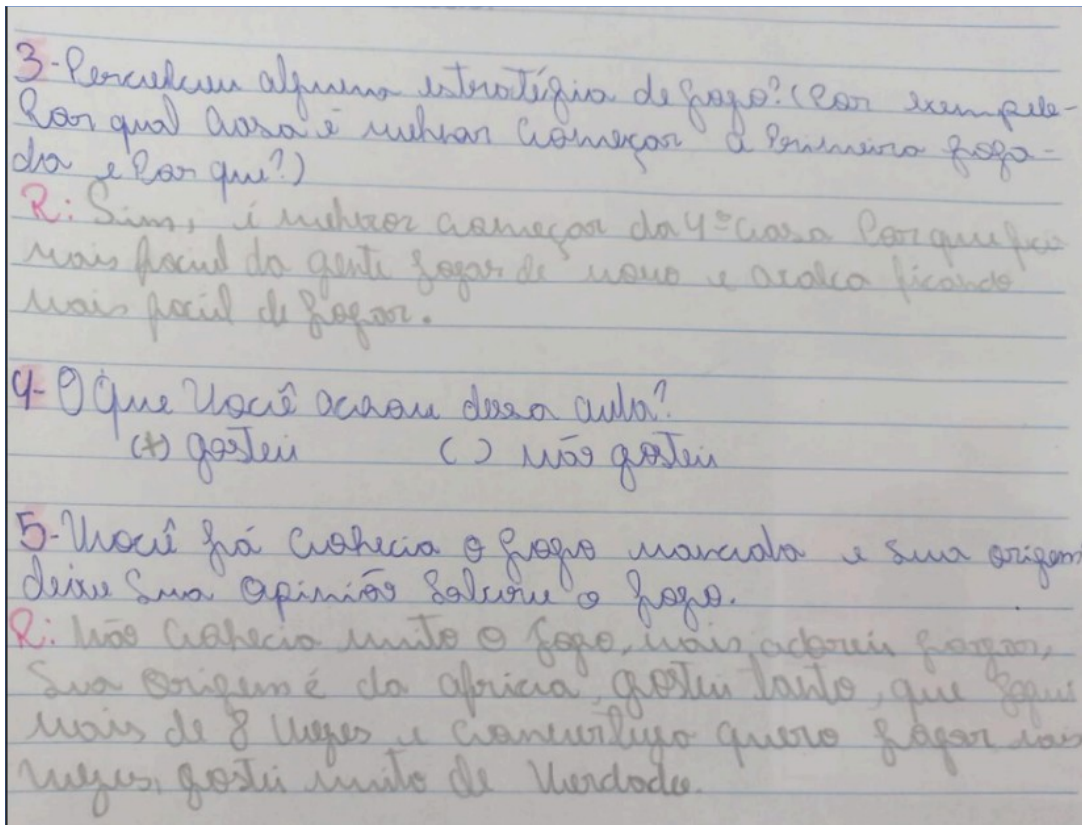 3- Percebeu alguma estratégia de jogo? (Por exemplo-
Por qual casa é melhor começar a Primeira joga-
da e Por que?)
R: Sim, é melhor começar da 4º casa Porque fica
mais facil da gente jogar de novo e acaba ficando
mais facil de jogar.
4- O Que Você achou dessa aula?
(+) gostei ( ) não gostei
5- Você já conhecia o jogo mancala e sua origem
deixe Sua opinião Sobre o jogo.
R: Não conhecia muito o jogo, mais adorei jogar,
Sua origem é da africa, gostei tanto, que joguei
mais de 8 vezes e com certeza quero jogar mais
vezes, gostei muito de Verdade.